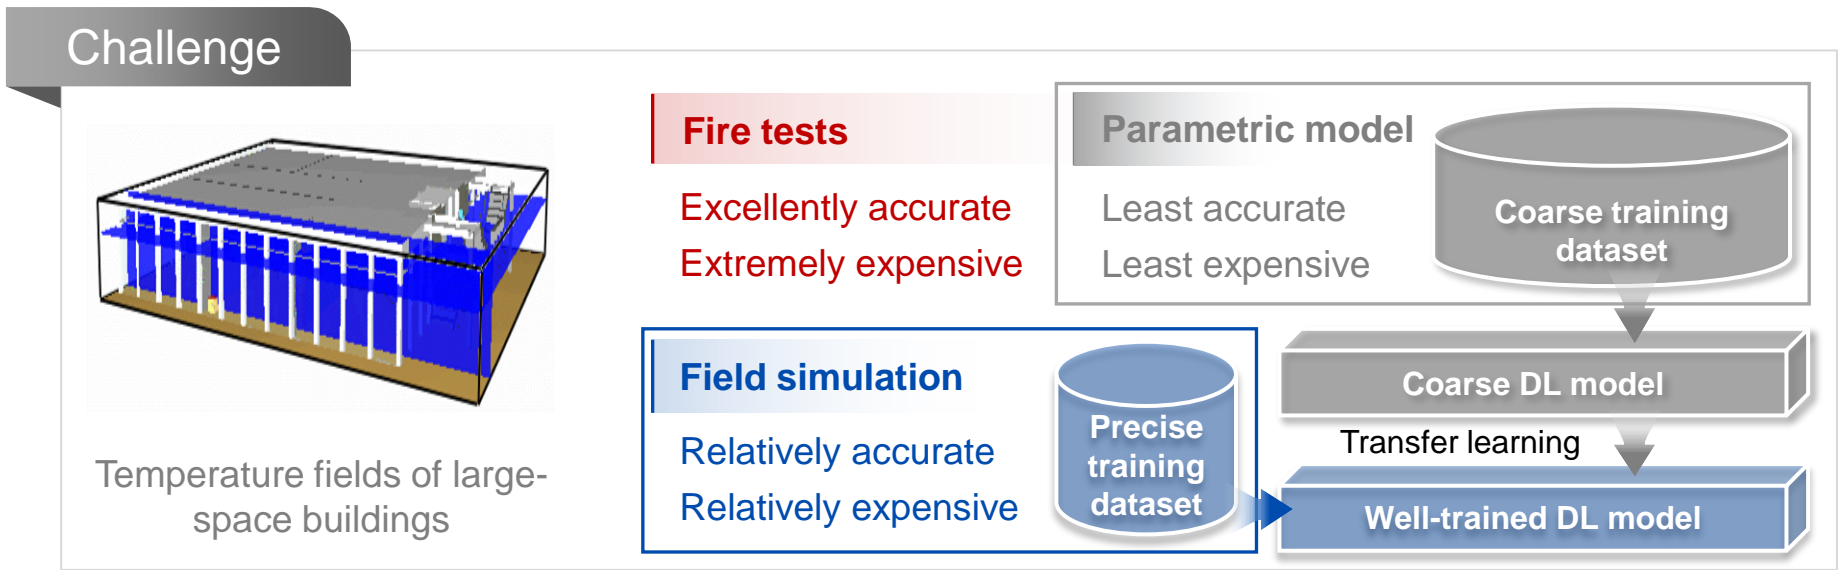 Challenge
Temperature fields of large-
space buildings
Fire tests
Excellently accurate
Extremely expensive
Parametric model
Least accurate
Least expensive
Coarse training
dataset
Field simulation
Relatively accurate
Relatively expensive
Precise
training
dataset
Coarse DL model
Transfer learning
Well-trained DL model